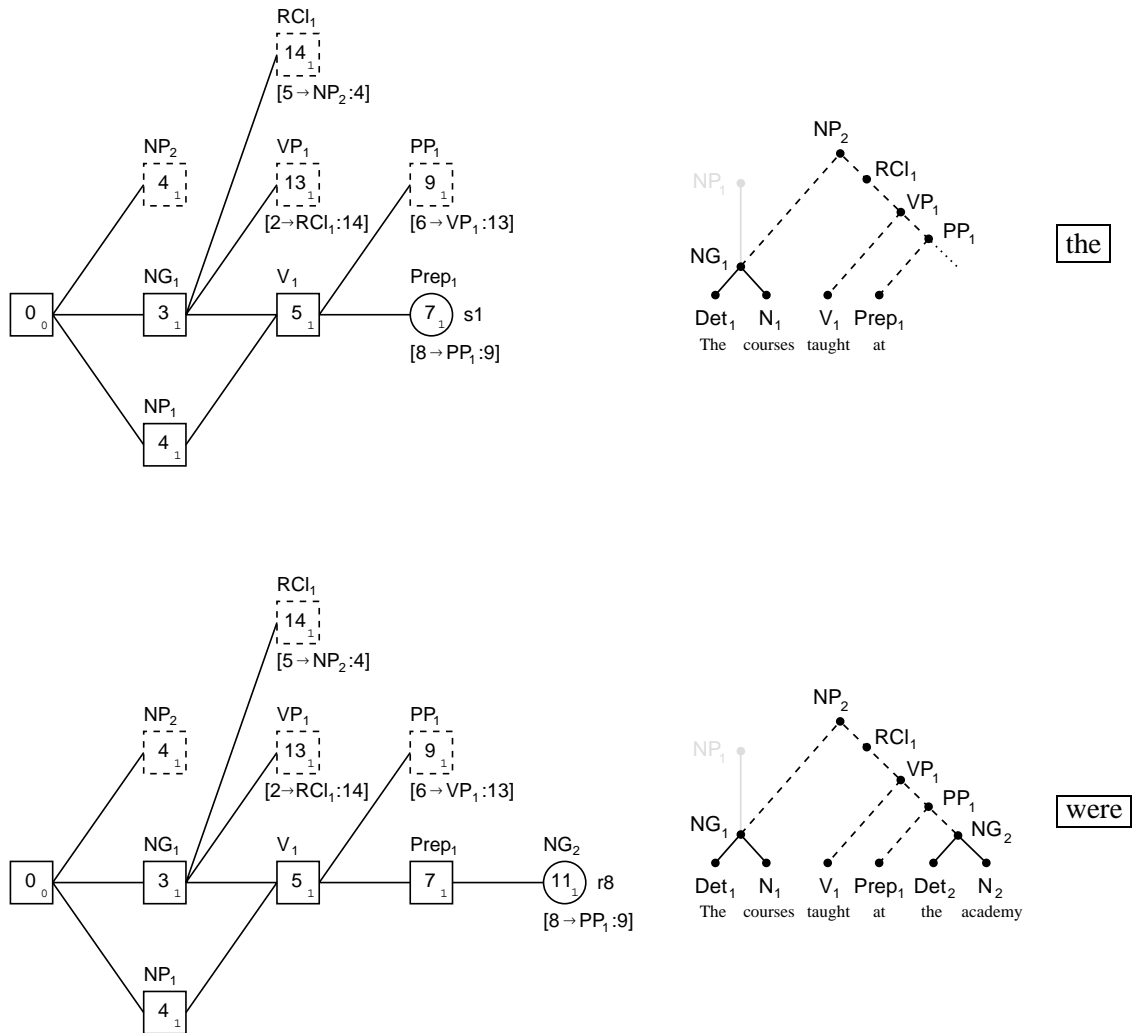 RCl₁
14 ₁
[5→NP₂:4]
NP₂ VP₁ PP₁
4 ₁ 13 ₁ 9 ₁
[2→RCl₁:14] [6→VP₁:13]
NG₁ V₁ Prep₁
0 ₀ 3 ₁ 5 ₁ 7 ₁ s1
[8→PP₁:9]
NP₁
4 ₁
NP₂
NP₁ RCl₁
VP₁
PP₁
NG₁
Det₁ N₁ V₁ Prep₁
The courses taught at
the
RCl₁
14 ₁
[5→NP₂:4]
NP₂ VP₁ PP₁
4 ₁ 13 ₁ 9 ₁
[2→RCl₁:14] [6→VP₁:13]
NG₁ V₁ Prep₁ NG₂
0 ₀ 3 ₁ 5 ₁ 7 ₁ 11 ₁ r8
[8→PP₁:9]
NP₁
4 ₁
NP₂
NP₁ RCl₁
VP₁
PP₁
NG₁ NG₂
Det₁ N₁ V₁ Prep₁ Det₂ N₂
The courses taught at the academy
were